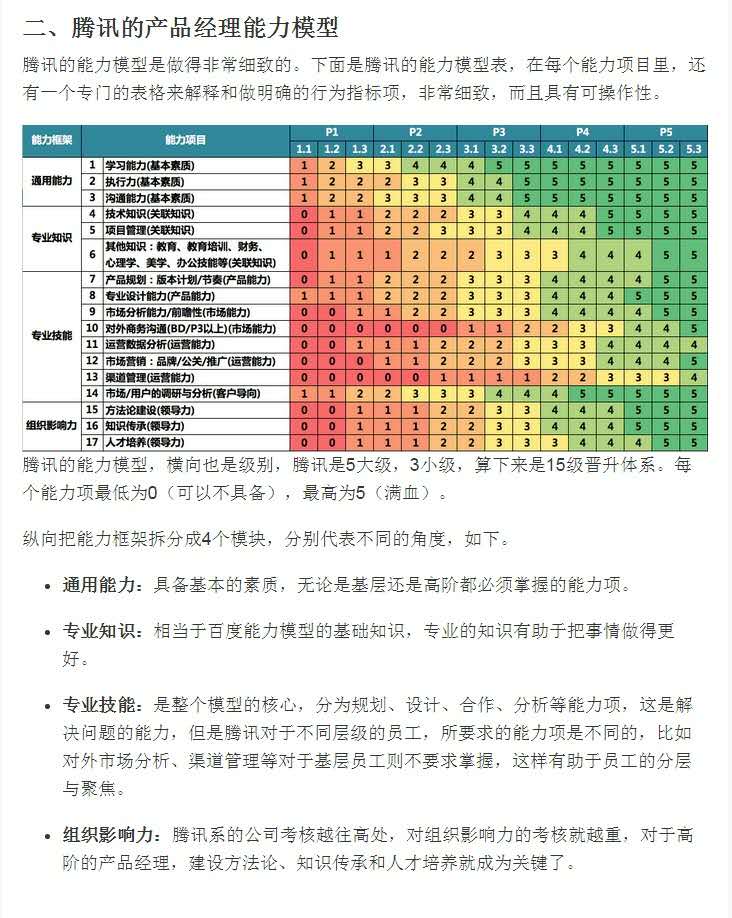 二、腾讯的产品经理能力模型
腾讯的能力模型是做得非常细致的。下面是腾讯的能力模型表，在每个能力项目里，还
有一个专门的表格来解释和做明确的行为指标项，非常细致，而且具有可操作性。
能力框架 能力项目 P1 P2 P3 P4 P5
1.1 1.2 1.3 2.1 2.2 2.3 3.1 3.2 3.3 4.1 4.2 4.3 5.1 5.2 5.3
通用能力
1 学习能力(基本素质) 1 2 3 3 4 4 4 5 5 5 5 5 5 5 5
2 执行力(基本素质) 1 2 2 2 3 3 4 4 5 5 5 5 5 5 5
3 沟通能力(基本素质) 1 2 2 3 3 3 4 4 5 5 5 5 5 5 5
专业知识
4 技术知识(关联知识) 0 1 1 2 2 2 3 3 4 4 4 5 5 5 5
5 项目管理(关联知识) 0 1 1 2 2 2 3 3 4 4 4 5 5 5 5
6 其他知识：教育、教育培训、财务、
心理学、美学、办公技能等(关联知识) 0 1 1 1 2 2 2 3 3 3 4 4 4 5 5
专业技能
7 产品规划：版本计划/节奏(产品能力) 0 1 1 2 2 2 3 3 4 4 4 5 5 5 5
8 专业设计能力(产品能力) 1 1 1 2 2 2 3 3 4 4 4 4 5 5 5
9 市场分析能力/前瞻性(市场能力) 0 0 1 1 2 2 3 3 4 4 4 5 5 5 5
10 对外商务沟通(BD/P3以上)(市场能力) 0 0 0 0 0 0 1 1 2 2 3 3 4 4 5
11 运营数据分析(运营能力) 0 0 1 1 2 2 2 3 3 3 4 4 4 4 4
12 市场营销：品牌/公关/推广(运营能力) 0 0 0 1 1 2 2 2 3 3 3 4 4 4 5
13 渠道管理(运营能力) 0 0 0 0 0 1 1 1 1 2 2 3 3 3 4
14 市场/用户的调研与分析(客户导向) 1 1 2 2 3 3 3 4 4 4 5 5 5 5 5
组织影响力
15 方法论建设(领导力) 0 0 1 1 1 2 2 3 3 4 4 4 5 5 5
16 知识传承(领导力) 0 0 1 1 1 2 2 3 3 4 4 4 5 5 5
17 人才培养(领导力) 0 0 1 1 1 2 2 3 3 3 4 4 4 5 5
腾讯的能力模型，横向也是级别，腾讯是5大级，3小级，算下来是15级晋升体系。每
个能力项最低为0（可以不具备），最高为5（满血）。
纵向把能力框架拆分成4个模块，分别代表不同的角度，如下。
• 通用能力：具备基本的素质，无论是基层还是高阶都必须掌握的能力项。
• 专业知识：相当于百度能力模型的基础知识，专业的知识有助于把事情做得更
好。
• 专业技能：是整个模型的核心，分为规划、设计、合作、分析等能力项，这是解
决问题的能力，但是腾讯对于不同层级的员工，所要求的能力项是不同的，比如
对外市场分析、渠道管理等对于基层员工则不要求掌握，这样有助于员工的分层
与聚焦。
• 组织影响力：腾讯系的公司考核越往高处，对组织影响力的考核就越重，对于高
阶的产品经理，建设方法论、知识传承和人才培养就成为关键了。